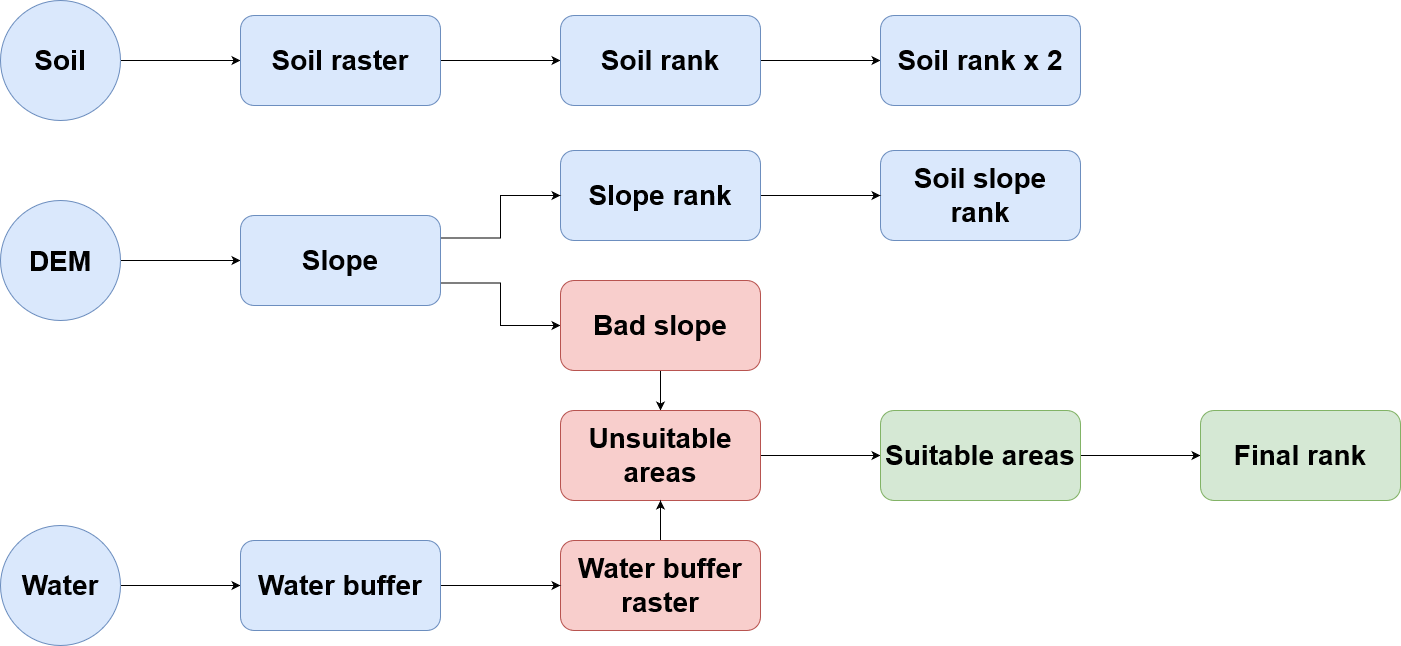 Soil
Soil raster
Soil rank
Soil rank x 2
DEM
Slope
Slope rank
Soil slope
rank
Bad slope
Unsuitable
areas
Suitable areas
Final rank
Water
Water buffer
Water buffer
raster